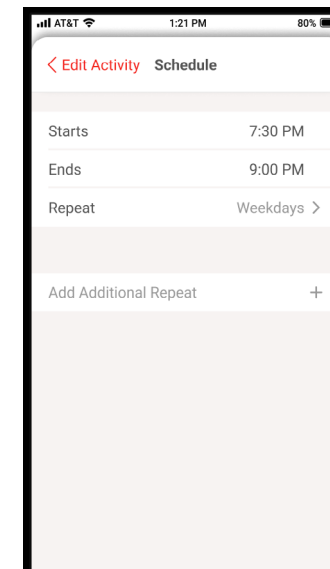 AT&T 1:21 PM 80%
Edit Activity Schedule
Starts 7:30 PM
Ends 9:00 PM
Repeat Weekdays
Add Additional Repeat +